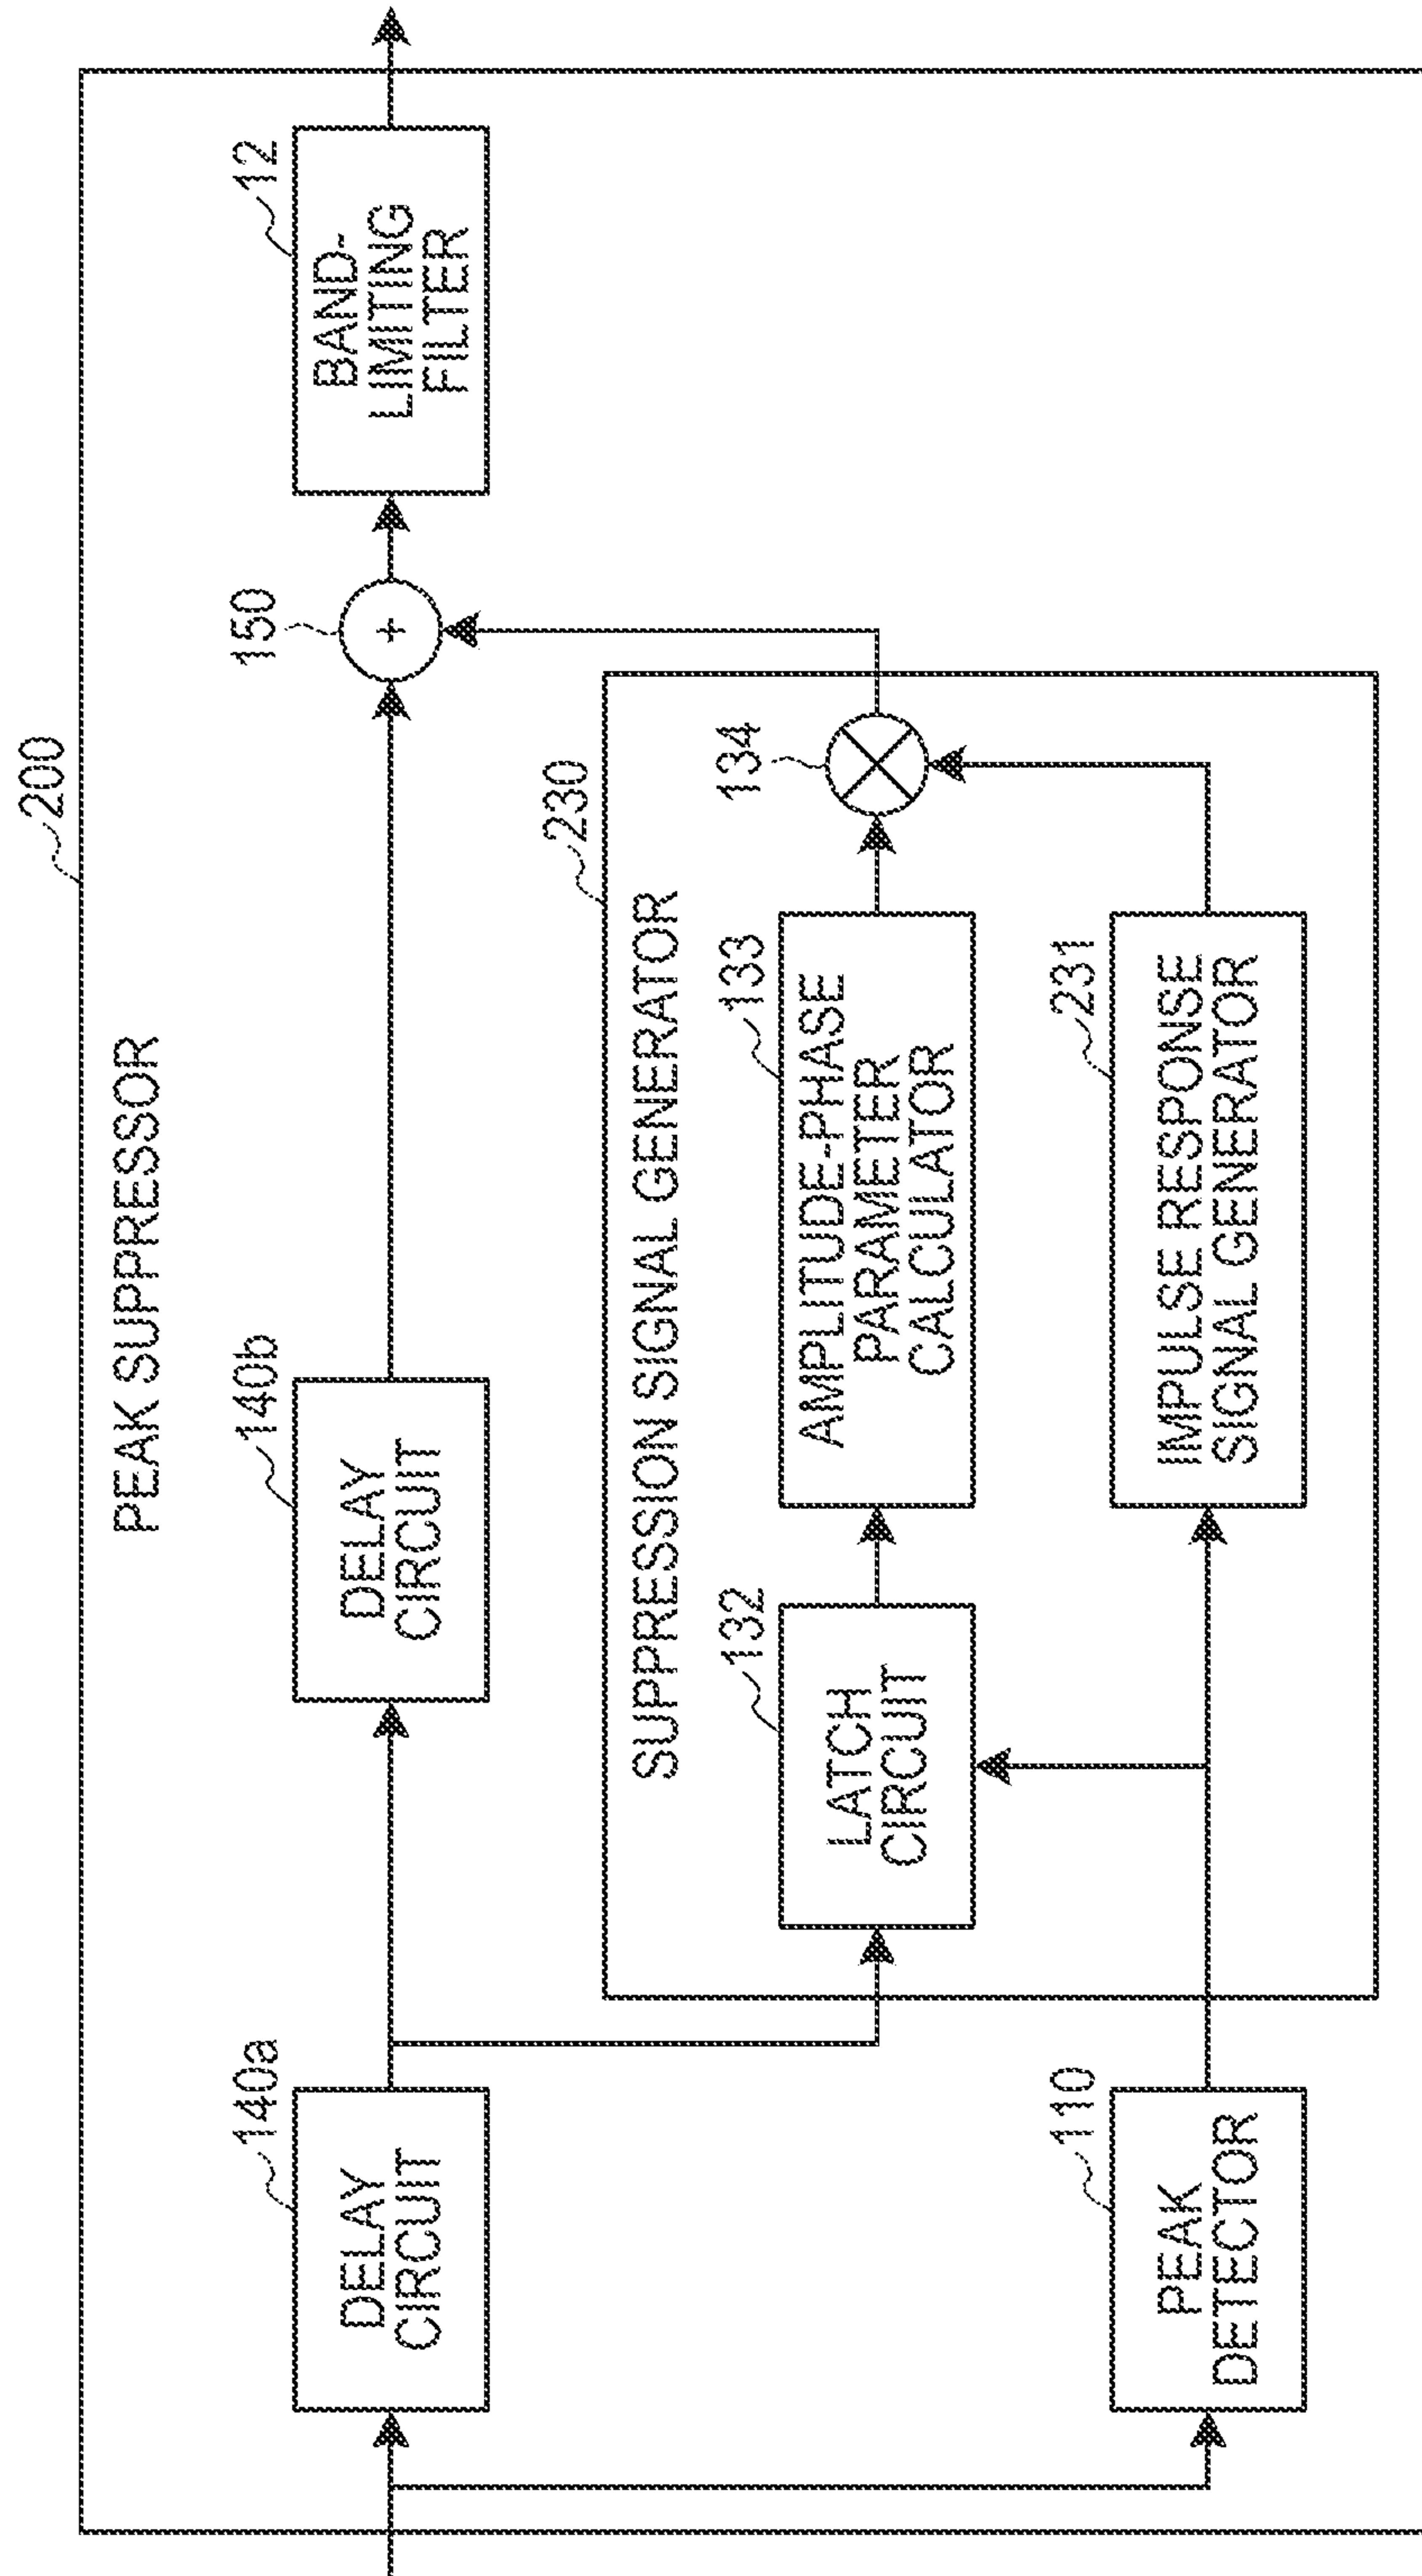 200
PEAK SUPPRESSOR
140a
DELAY
CIRCUIT
140b
DELAY
CIRCUIT
150
+
12
BAND-
LIMITING
FILTER
230
SUPPRESSION SIGNAL GENERATOR
132
LATCH
CIRCUIT
133
AMPLITUDE-PHASE
PARAMETER
CALCULATOR
134
110
PEAK
DETECTOR
231
IMPULSE RESPONSE
SIGNAL GENERATOR